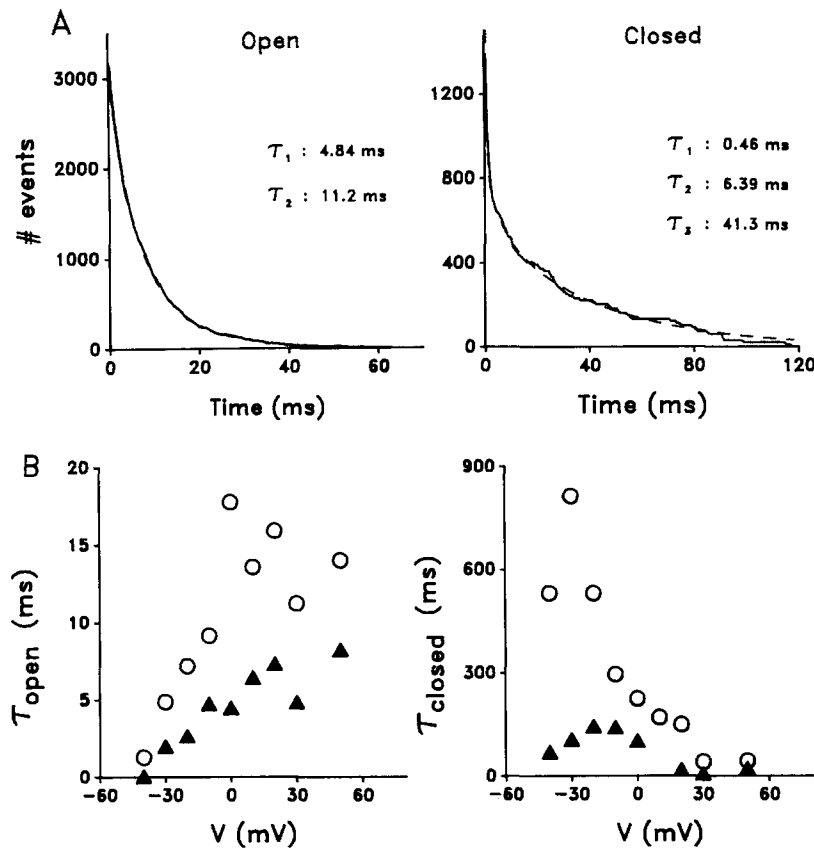 A
Open
Closed
# events
3000
2000
1000
0
τ₁ : 4.84 ms
τ₂ : 11.2 ms
0 20 40 60
Time (ms)
1200
800
400
0
τ₁ : 0.46 ms
τ₂ : 6.39 ms
τ₃ : 41.3 ms
0 40 80 120
Time (ms)
B
τopen (ms)
20
15
10
5
0
−60 −30 0 30 60
V (mV)
τclosed (ms)
900
600
300
0
−60 −30 0 30 60
V (mV)